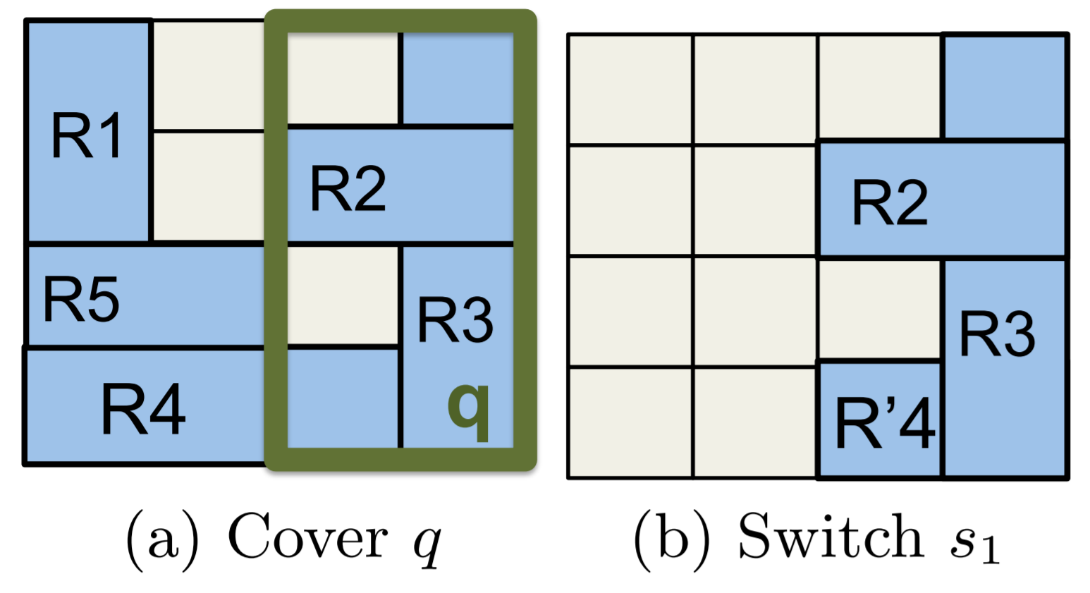 R1
R2
R5
R3
R4
q
(a) Cover q
R2
R3
R’4
(b) Switch s₁